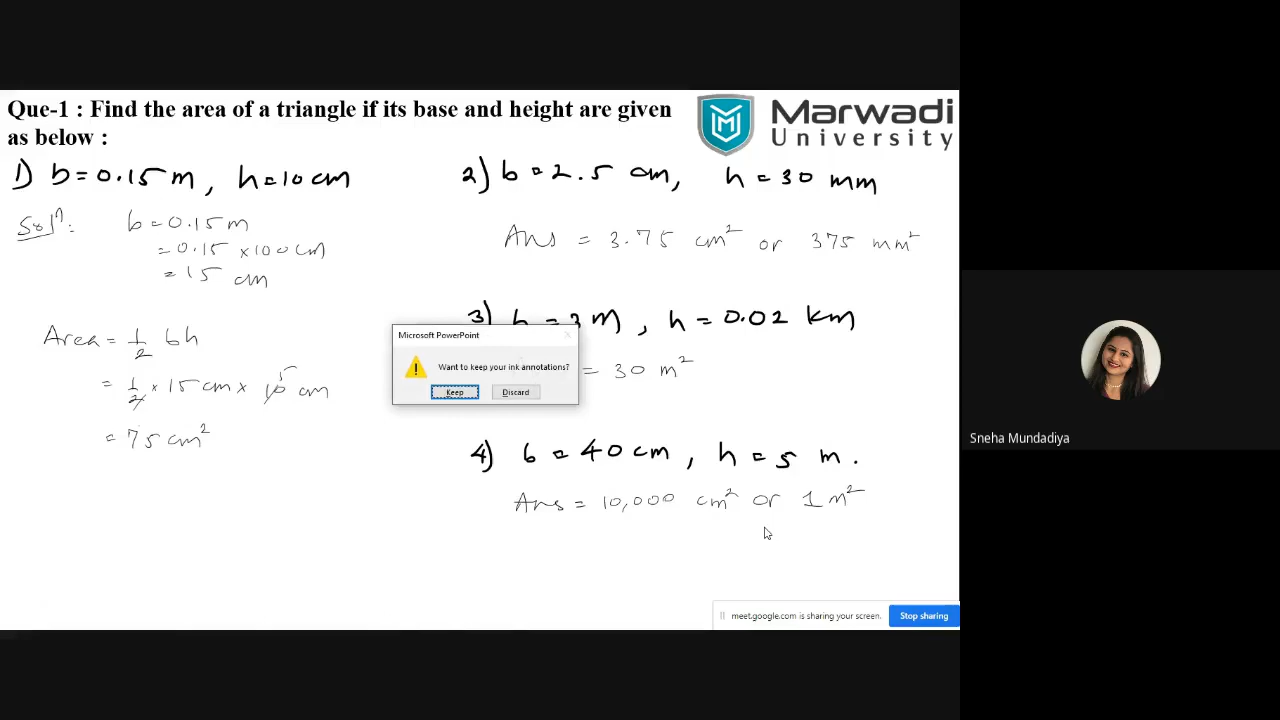 Que-1 : Find the area of a triangle if its base and height are given
as below :
Marwadi
University
1) b = 0.15 m, h = 10 cm
Solⁿ: b = 0.15 m
= 0.15 × 100 cm
= 15 cm
Area = 1/2 bh
= 1/2 × 15 cm × 10 5 cm
= 75 cm²
2) b = 2.5 cm, h = 30 mm
Ans = 3.75 cm² or 375 mm²
3) b = 3 m, h = 0.02 km
= 30 m²
4) b = 40 cm, h = 5 m.
Ans = 10,000 cm² or 1 m²
Microsoft PowerPoint
Want to keep your ink annotations?
Keep Discard
meet.google.com is sharing your screen. Stop sharing
Sneha Mundadiya